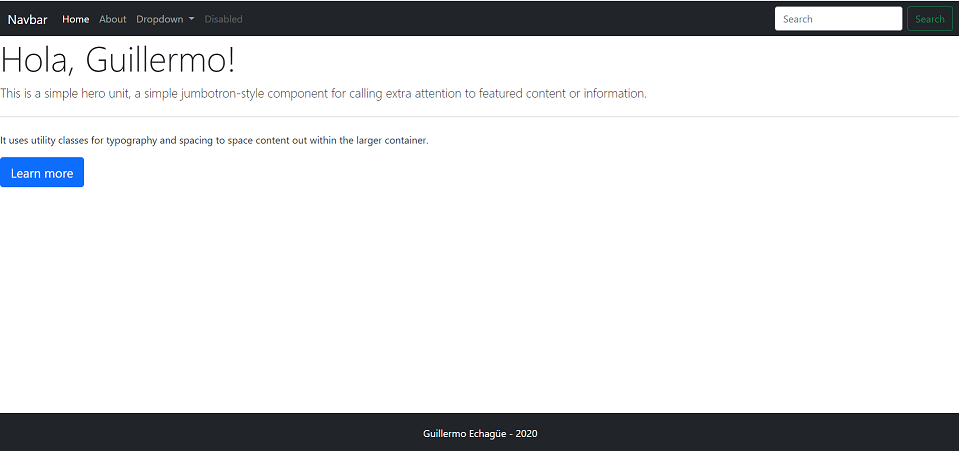 Navbar Home About Dropdown Disabled Search Search
Hola, Guillermo!
This is a simple hero unit, a simple jumbotron-style component for calling extra attention to featured content or information.
It uses utility classes for typography and spacing to space content out within the larger container.
Learn more
Guillermo Echagüe - 2020